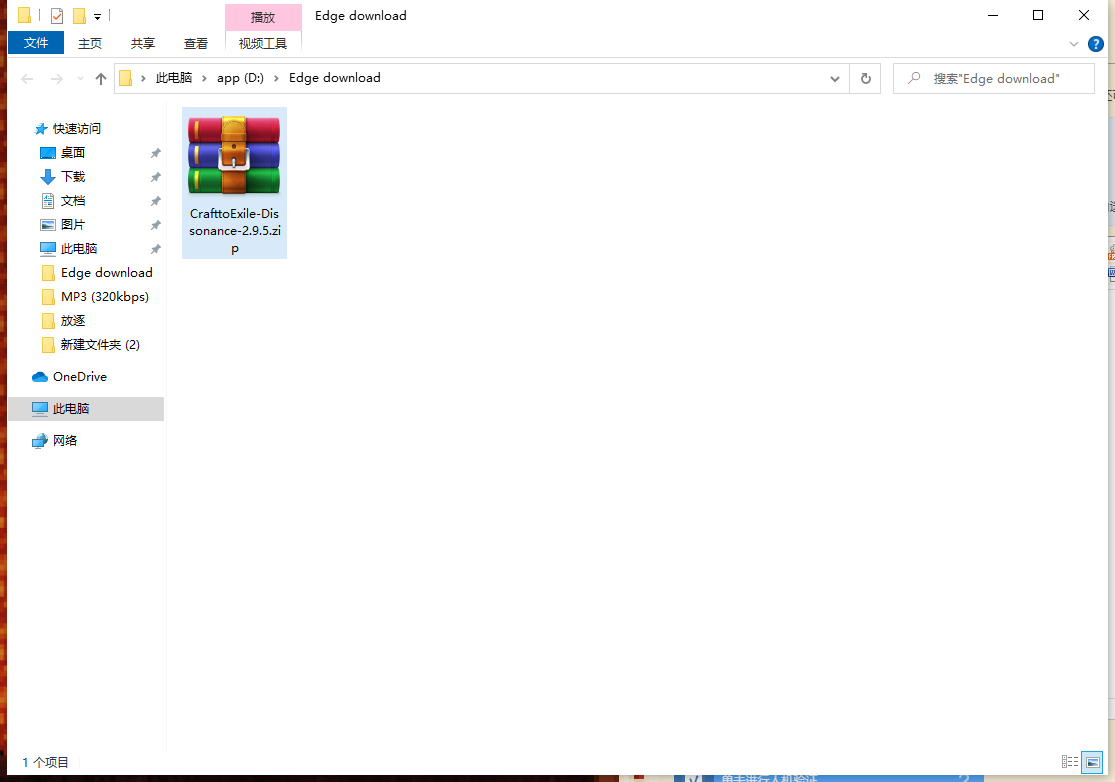 播放
Edge download
文件
主页
共享
查看
视频工具
此电脑
app (D:)
Edge download
搜索"Edge download"
快速访问
桌面
下载
文档
图片
此电脑
Edge download
MP3 (320kbps)
放逐
新建文件夹 (2)
OneDrive
此电脑
网络
CrafttoExile-Dis
sonance-2.9.5.zi
p
1 个项目